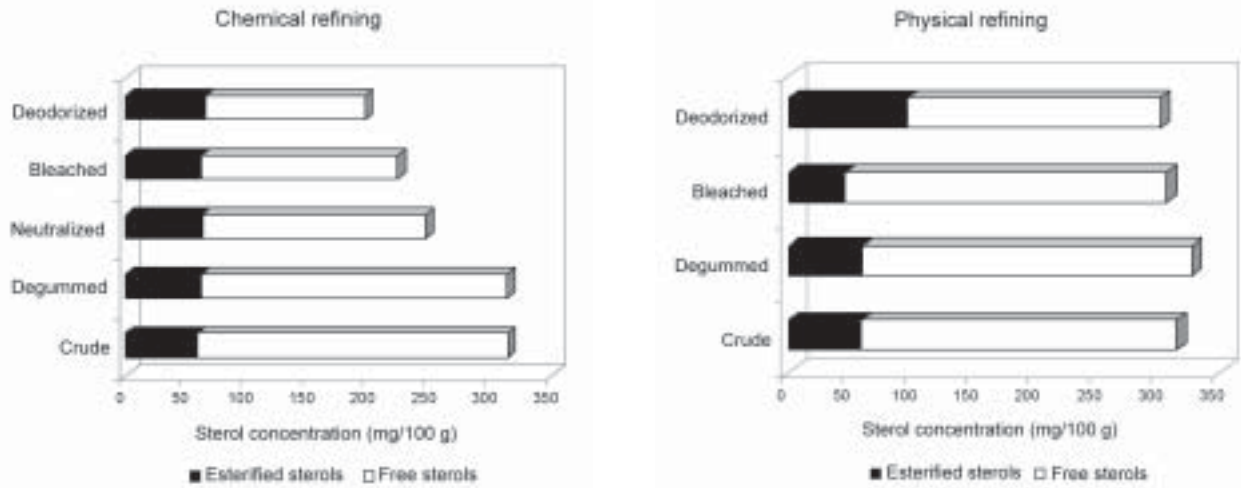 Chemical refining
Deodorized
Bleached
Neutralized
Degummed
Crude
0 50 100 150 200 250 300 350
Sterol concentration (mg/100 g)
Esterified sterols Free sterols
Physical refining
Deodorized
Bleached
Degummed
Crude
0 50 100 150 200 250 300 350
Sterol concentration (mg/100 g)
Esterified sterols Free sterols